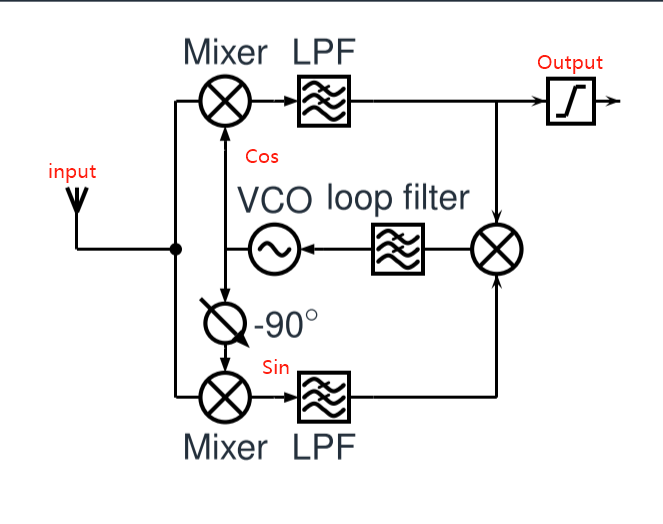 Mixer LPF
Output
Cos
input
VCO loop filter
-90°
Sin
Mixer LPF